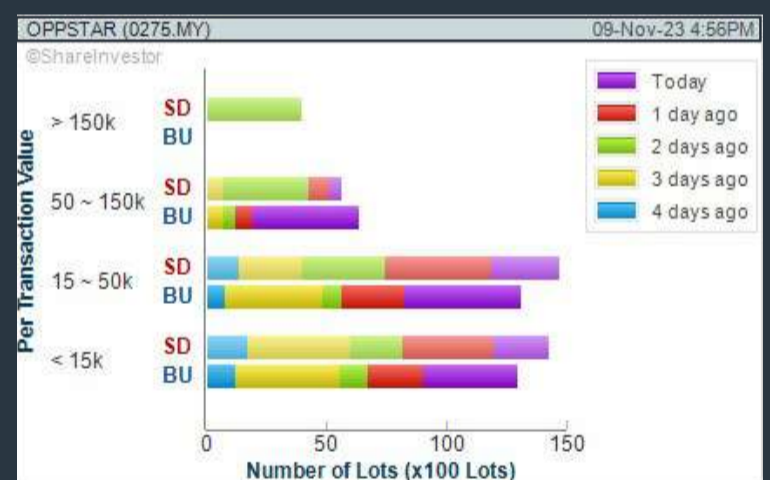 OPPSTAR (0275.MY) 09-Nov-23 4:56PM
©ShareInvestor
Today
1 day ago
2 days ago
3 days ago
4 days ago
Per Transaction Value
> 150k
SD
BU
50 ~ 150k
SD
BU
15 ~ 50k
SD
BU
< 15k
SD
BU
0 50 100 150
Number of Lots (x100 Lots)